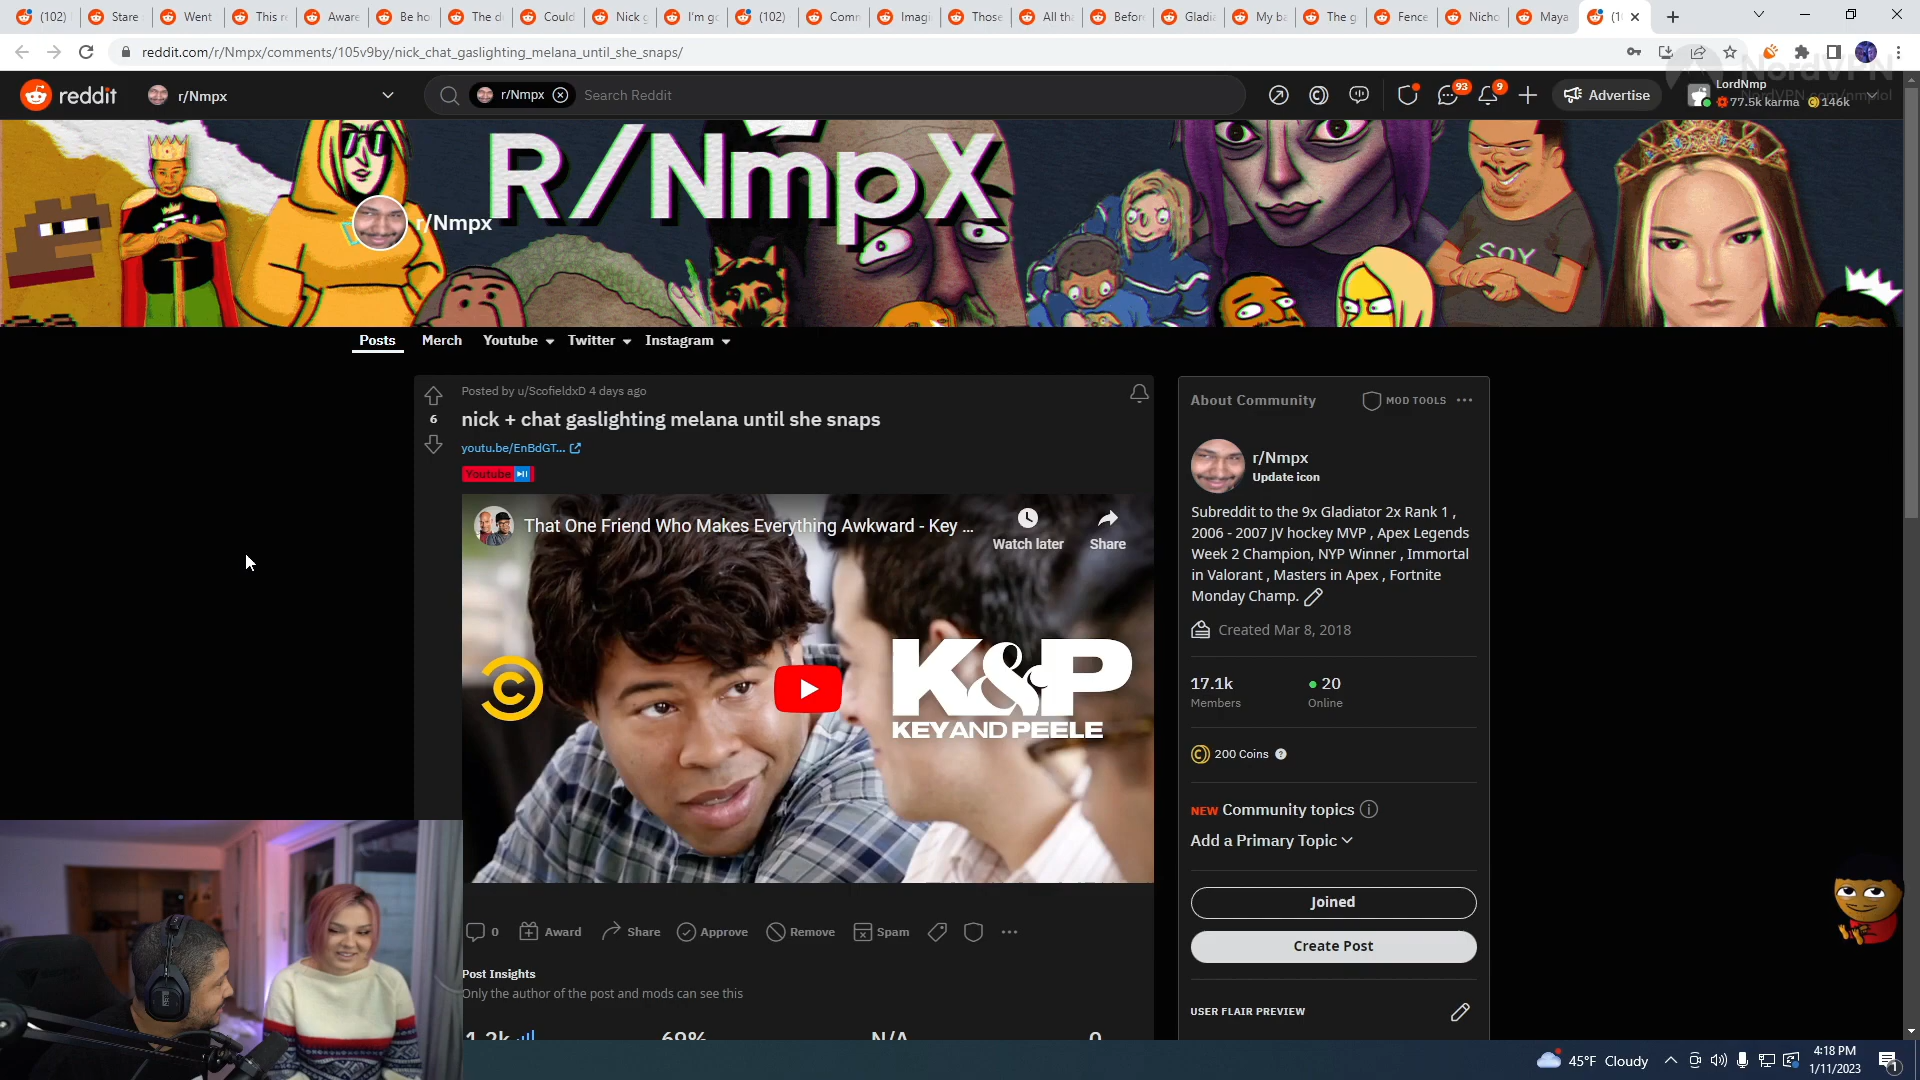 (102)
Stare
Went
This r
Aware
Be ho
The d
Could
Nick g
I'm go
(102)
Comn
Imagi
Those
All tha
Before
Gladia
My ba
The g
Fence
Nicho
Maya
reddit.com/r/Nmpx/comments/105v9by/nick_chat_gaslighting_melana_until_she_snaps/
reddit
r/Nmpx
r/Nmpx
Search Reddit
93
9
Advertise
NordVPN
LordNmp
77.5k karma
146k
R/NmpX
r/Nmpx
SOY
Posts
Merch
Youtube
Twitter
Instagram
Posted by u/ScofieldxD 4 days ago
6
nick + chat gaslighting melana until she snaps
youtu.be/EnBdGT...
Youtube
That One Friend Who Makes Everything Awkward - Key ...
Watch later
Share
K&P
KEY AND PEELE
0
Award
Share
Approve
Remove
Spam
Post Insights
Only the author of the post and mods can see this
1.2k
69%
N/A
0
About Community
MOD TOOLS
r/Nmpx
Update icon
Subreddit to the 9x Gladiator 2x Rank 1 ,
2006 - 2007 JV hockey MVP , Apex Legends
Week 2 Champion, NYP Winner , Immortal
in Valorant , Masters in Apex , Fortnite
Monday Champ.
Created Mar 8, 2018
17.1k
Members
20
Online
200 Coins
NEW Community topics
Add a Primary Topic
Joined
Create Post
USER FLAIR PREVIEW
45°F Cloudy
4:18 PM
1/11/2023
1